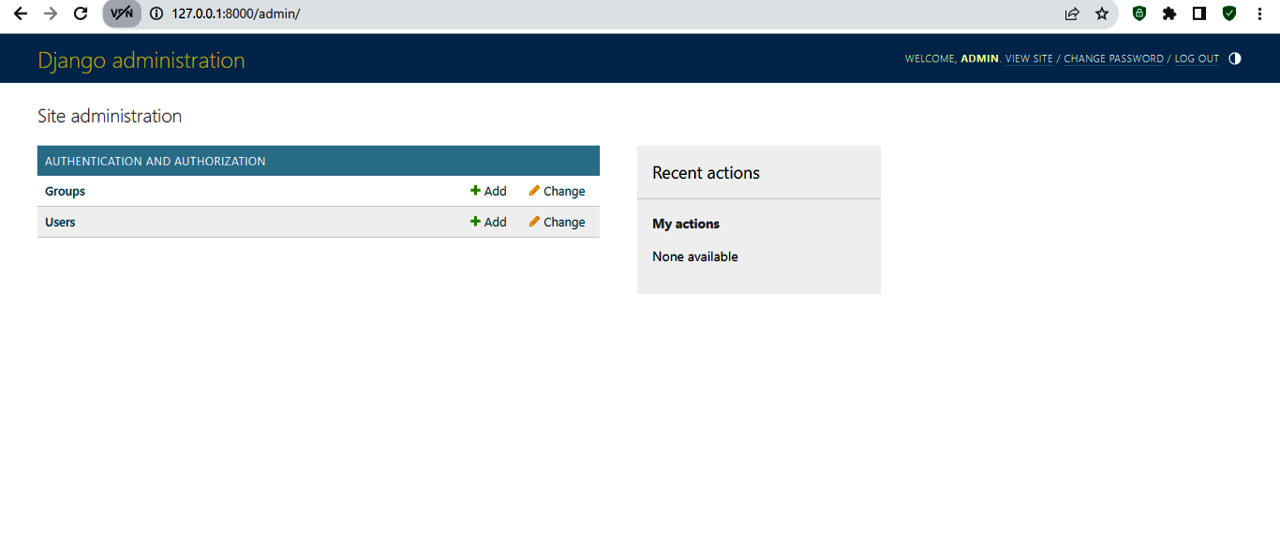 VPN 127.0.0.1:8000/admin/
Django administration
WELCOME, ADMIN. VIEW SITE / CHANGE PASSWORD / LOG OUT
Site administration
AUTHENTICATION AND AUTHORIZATION
Groups Add Change
Users Add Change
Recent actions
My actions
None available